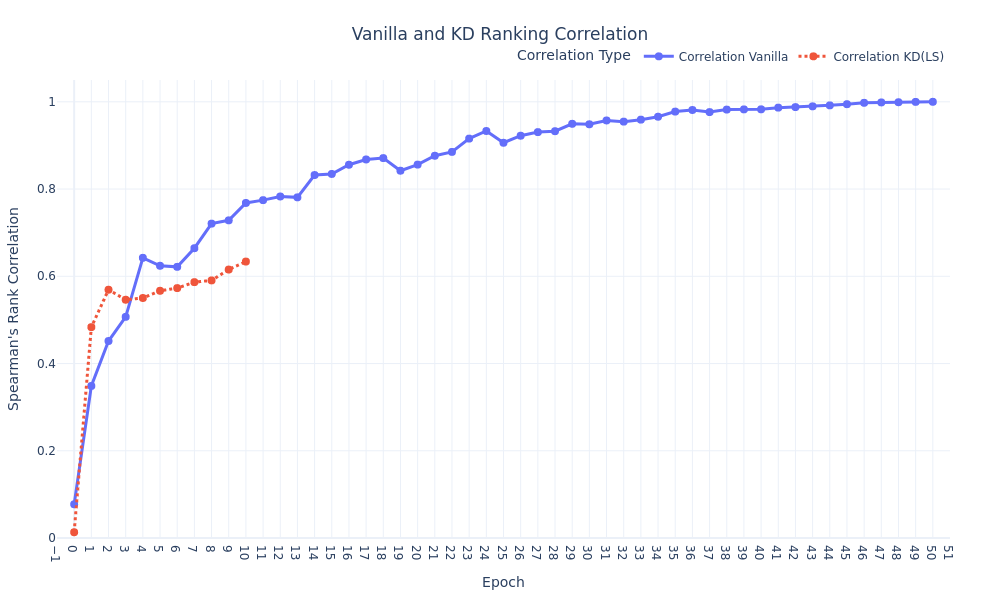 Vanilla and KD Ranking Correlation
Correlation Type Correlation Vanilla Correlation KD(LS)
Spearman's Rank Correlation
1
0.8
0.6
0.4
0.2
0
−1 0 1 2 3 4 5 6 7 8 9 10 11 12 13 14 15 16 17 18 19 20 21 22 23 24 25 26 27 28 29 30 31 32 33 34 35 36 37 38 39 40 41 42 43 44 45 46 47 48 49 50 51
Epoch